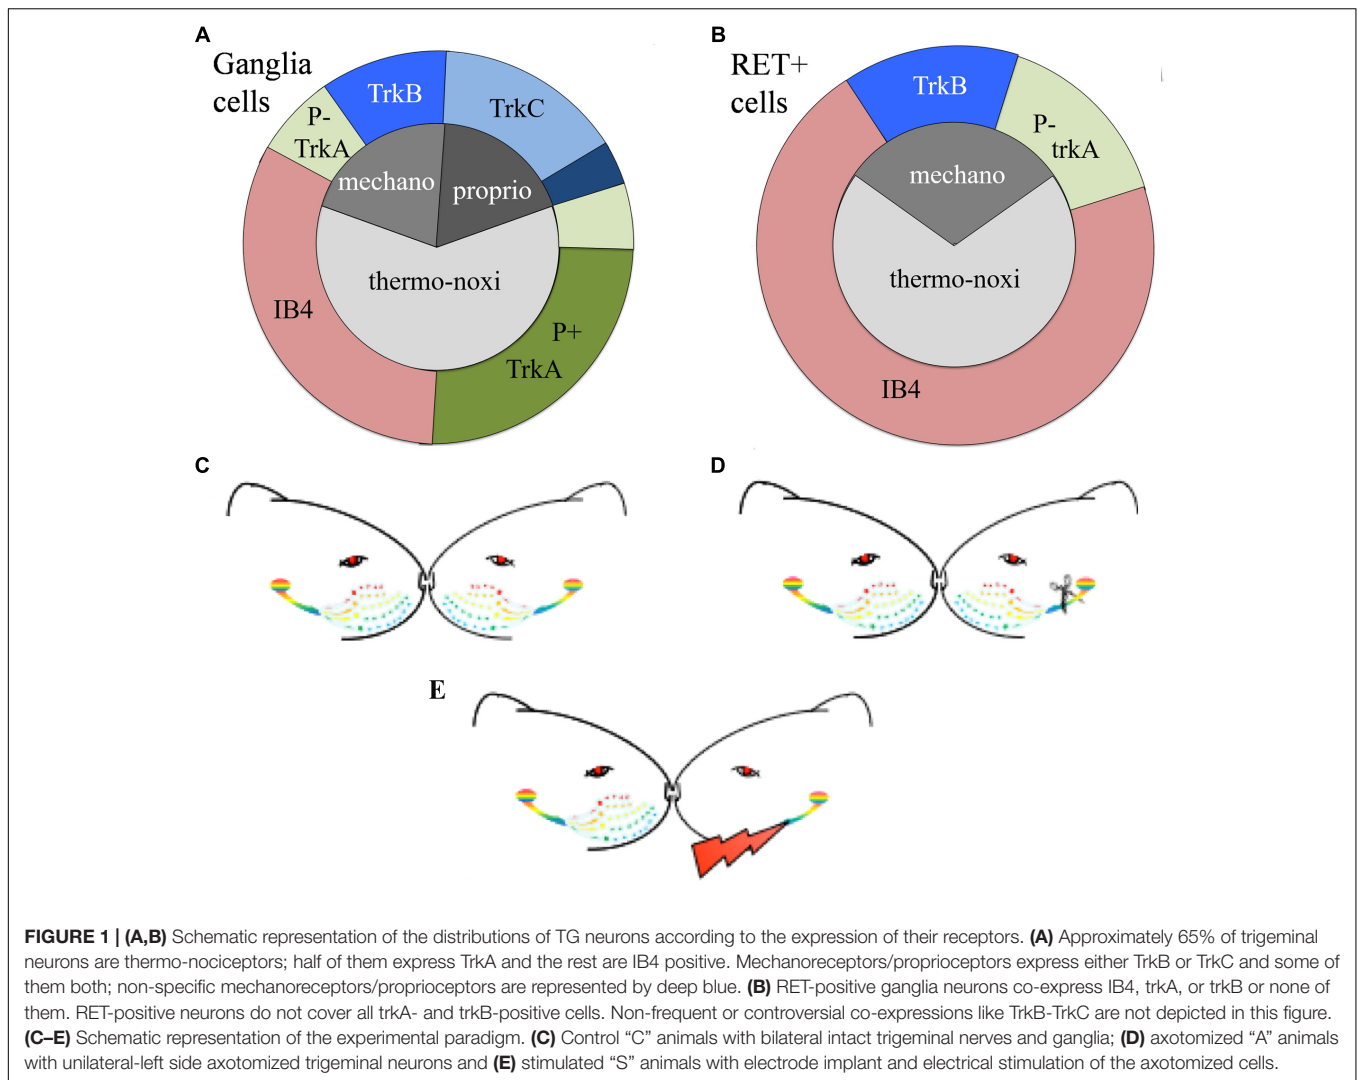 A
Ganglia
cells
P-
TrkA
TrkB
TrkC
mechano
proprio
thermo-noxi
IB4
P+
TrkA
B
RET+
cells
TrkB
P-
trkA
mechano
thermo-noxi
IB4
C
D
E
FIGURE 1 | (A,B) Schematic representation of the distributions of TG neurons according to the expression of their receptors. (A) Approximately 65% of trigeminal
neurons are thermo-nociceptors; half of them express TrkA and the rest are IB4 positive. Mechanoreceptors/proprioceptors express either TrkB or TrkC and some of
them both; non-specific mechanoreceptors/proprioceptors are represented by deep blue. (B) RET-positive ganglia neurons co-express IB4, trkA, or trkB or none of
them. RET-positive neurons do not cover all trkA- and trkB-positive cells. Non-frequent or controversial co-expressions like TrkB-TrkC are not depicted in this figure.
(C–E) Schematic representation of the experimental paradigm. (C) Control “C” animals with bilateral intact trigeminal nerves and ganglia; (D) axotomized “A” animals
with unilateral-left side axotomized trigeminal neurons and (E) stimulated “S” animals with electrode implant and electrical stimulation of the axotomized cells.